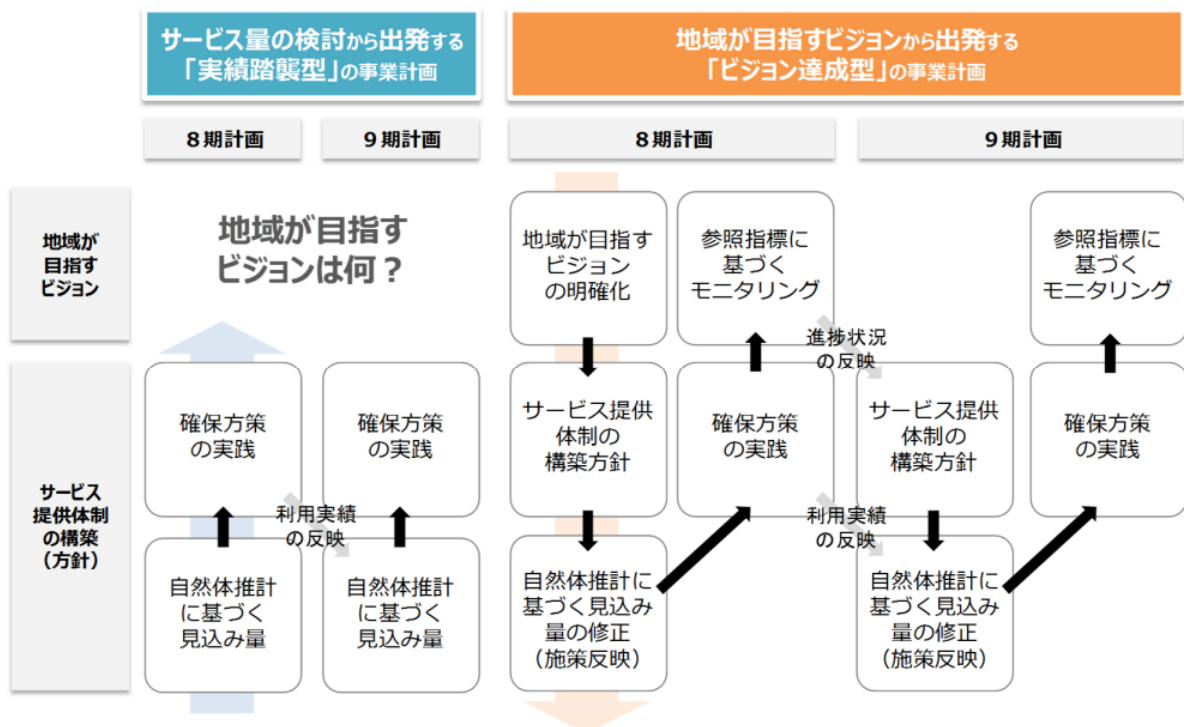 サービス量の検討から出発する
「実績踏襲型」の事業計画
地域が目指すビジョンから出発する
「ビジョン達成型」の事業計画
8期計画
9期計画
8期計画
9期計画
地域が
目指す
ビジョン
地域が目指す
ビジョンは何？
地域が目指す
ビジョン
の明確化
参照指標に
基づく
モニタリング
参照指標に
基づく
モニタリング
進捗状況
の反映
サービス
提供体制
の構築
（方針）
確保方策
の実践
確保方策
の実践
サービス提供
体制の
構築方針
確保方策
の実践
サービス提供
体制の
構築方針
確保方策
の実践
利用実績
の反映
利用実績
の反映
自然体推計
に基づく
見込み量
自然体推計
に基づく
見込み量
自然体推計に
基づく見込み
量の修正
（施策反映）
自然体推計に
基づく見込み
量の修正
（施策反映）